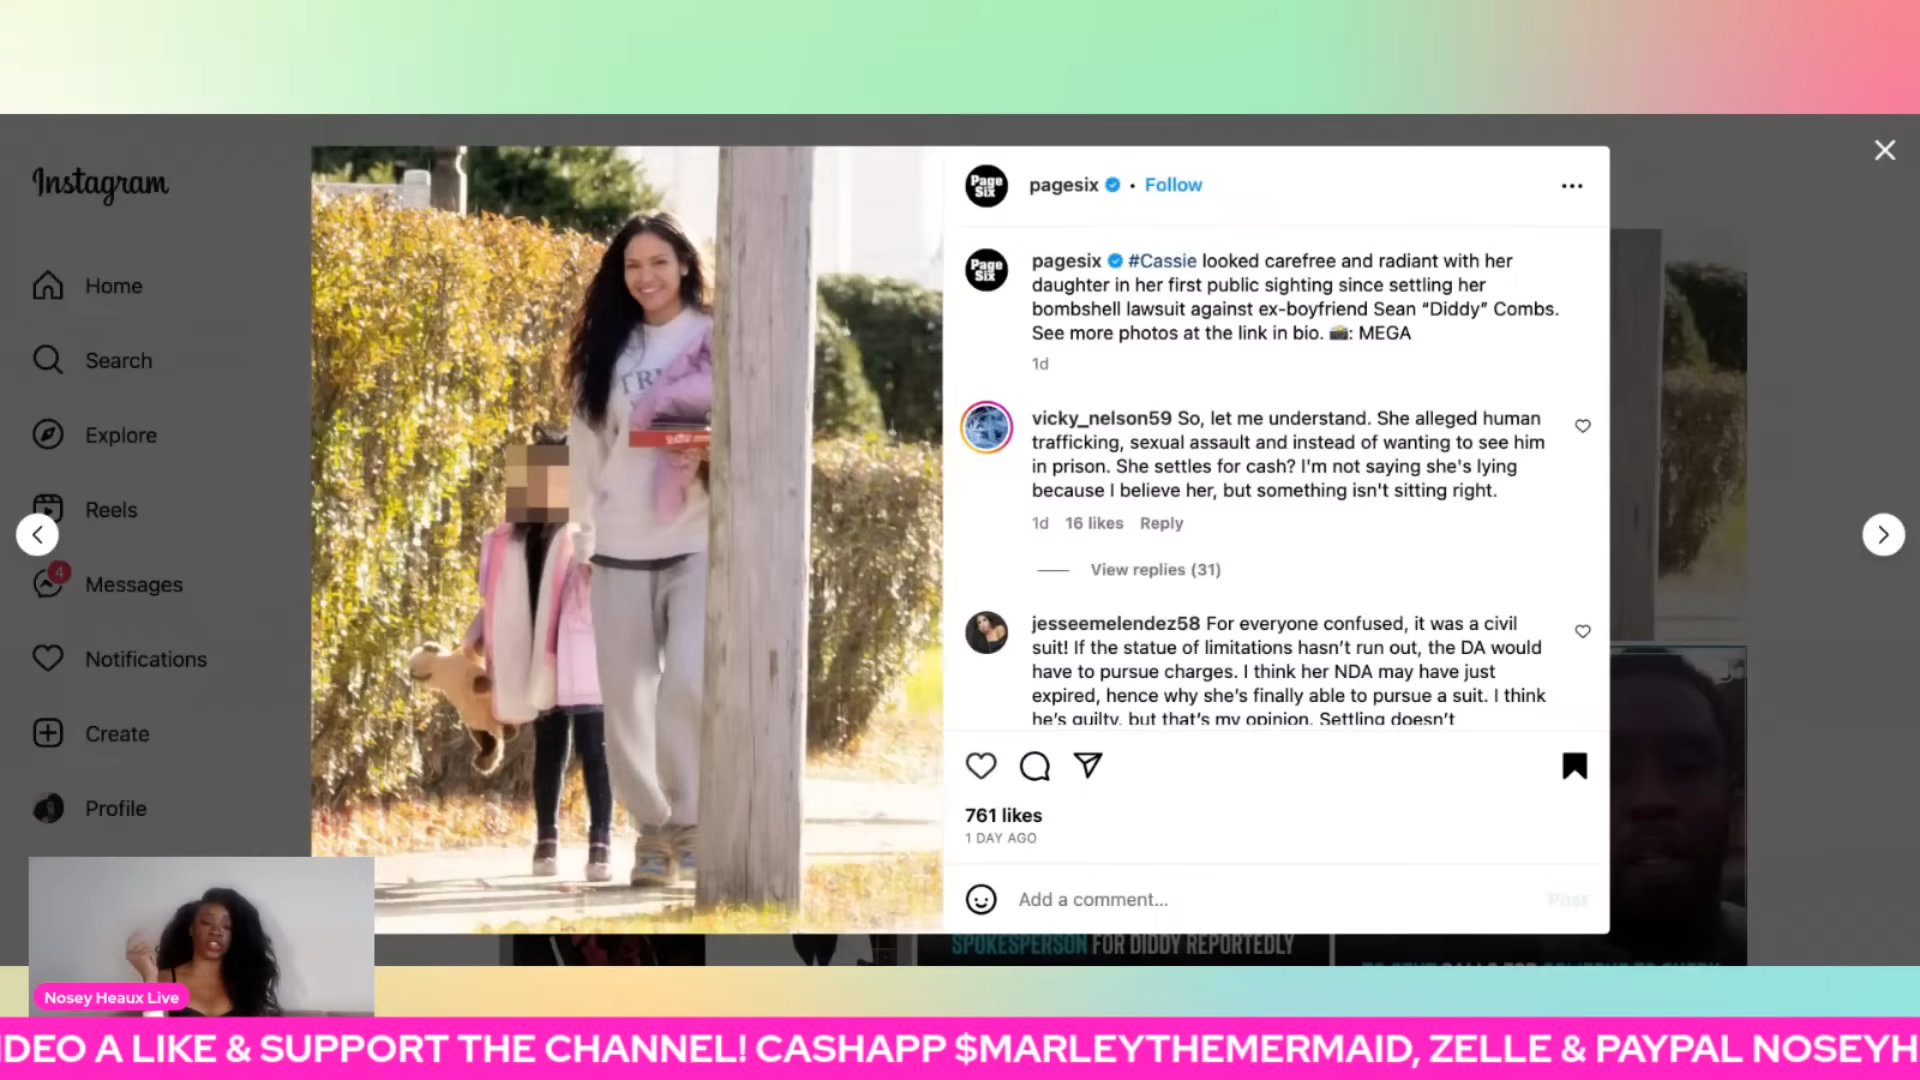 Instagram
Home
Search
Explore
Reels
4
Messages
Notifications
Create
Profile
Page
Six
pagesix • Follow
Page
Six
pagesix #Cassie looked carefree and radiant with her
daughter in her first public sighting since settling her
bombshell lawsuit against ex-boyfriend Sean “Diddy” Combs.
See more photos at the link in bio. 📸: MEGA
1d
vicky_nelson59 So, let me understand. She alleged human
trafficking, sexual assault and instead of wanting to see him
in prison. She settles for cash? I'm not saying she's lying
because I believe her, but something isn't sitting right.
1d 16 likes Reply
View replies (31)
jesseemelendez58 For everyone confused, it was a civil
suit! If the statue of limitations hasn’t run out, the DA would
have to pursue charges. I think her NDA may have just
expired, hence why she’s finally able to pursue a suit. I think
he’s guilty, but that’s my opinion. Settling doesn’t
761 likes
1 DAY AGO
Add a comment...
Post
SPOKESPERSON FOR DIDDY REPORTEDLY
Nosey Heaux Live
IDEO A LIKE & SUPPORT THE CHANNEL! CASHAPP $MARLEYTHEMERMAID, ZELLE & PAYPAL NOSEYH